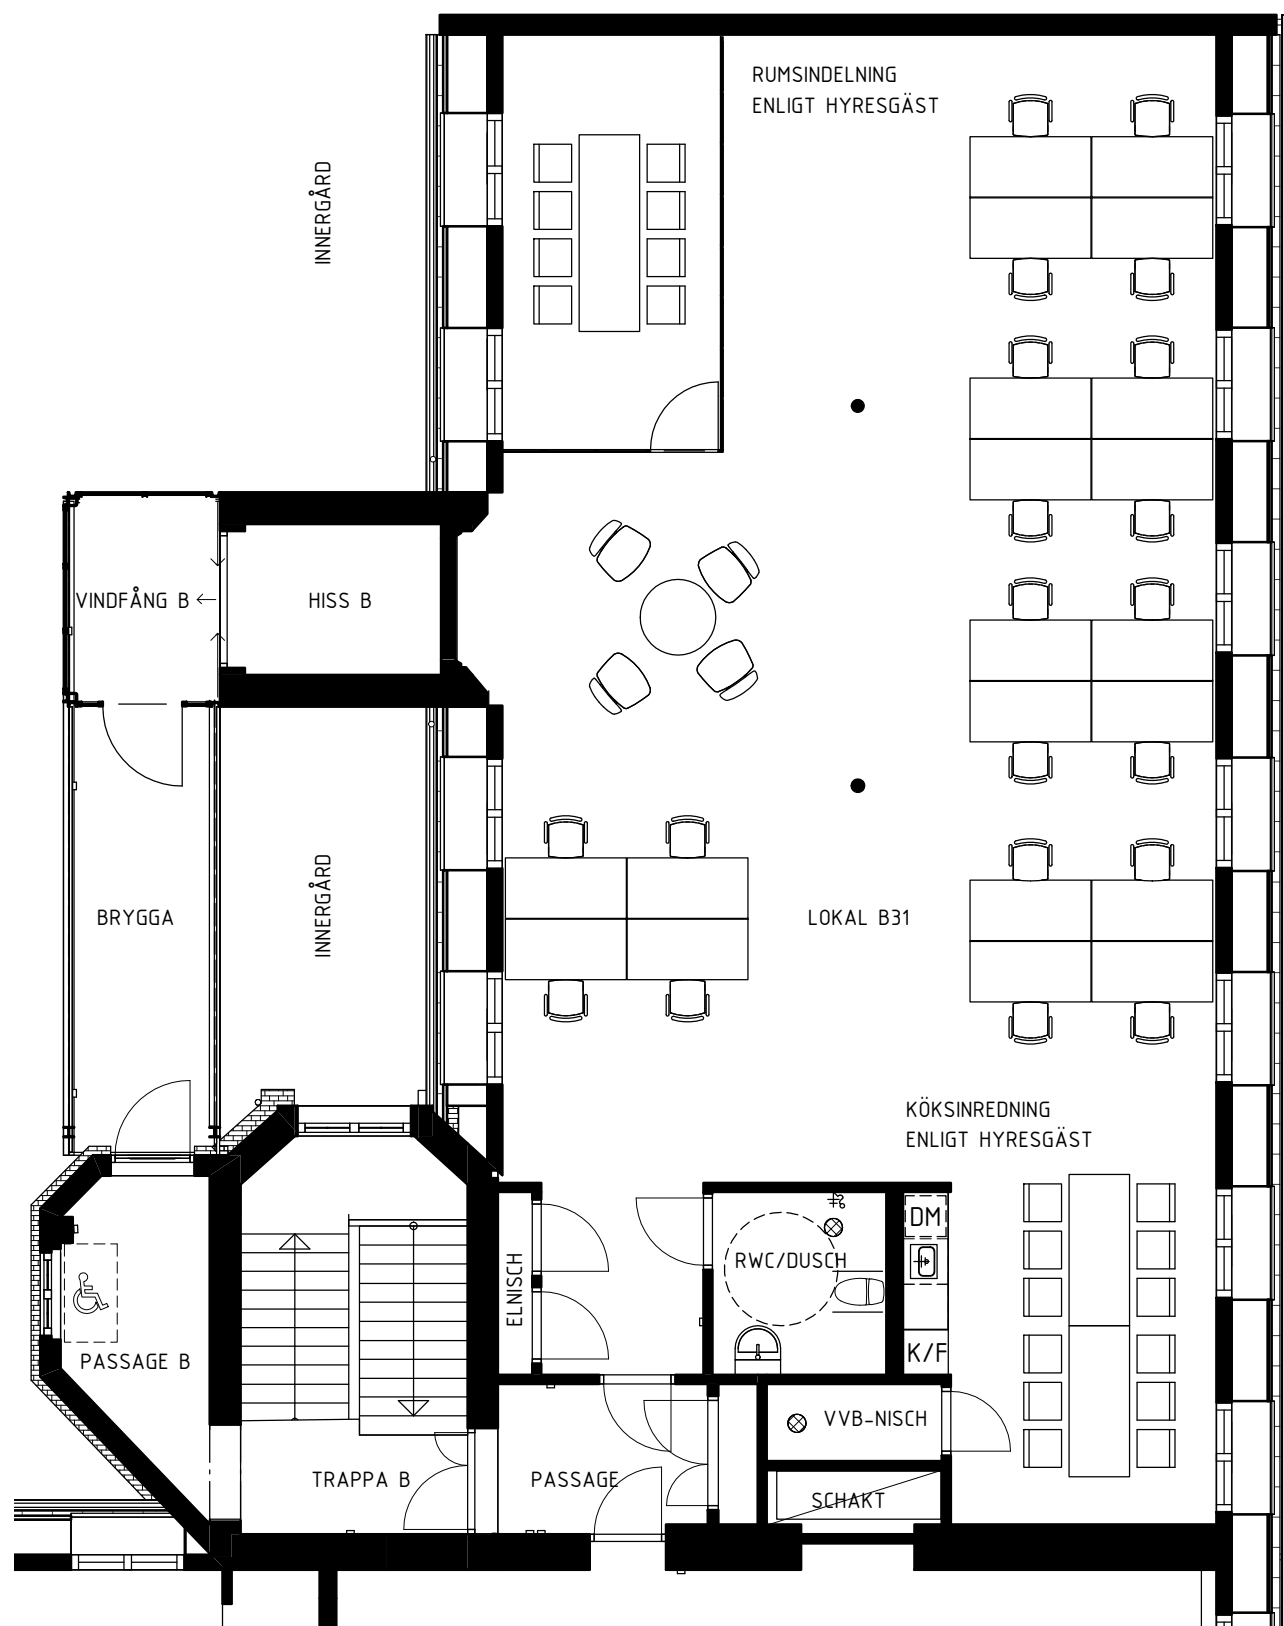 RUMSINDELNING
ENLIGT HYRESGÄST
INNERGÅRD
VINDFÅNG B
HISS B
BRYGGA
INNERGÅRD
LOKAL B31
KÖKSINREDNING
ENLIGT HYRESGÄST
DM
RWC/DUSCH
ELNISCH
K/F
PASSAGE B
VVB-NISCH
TRAPPA B
PASSAGE
SCHAKT